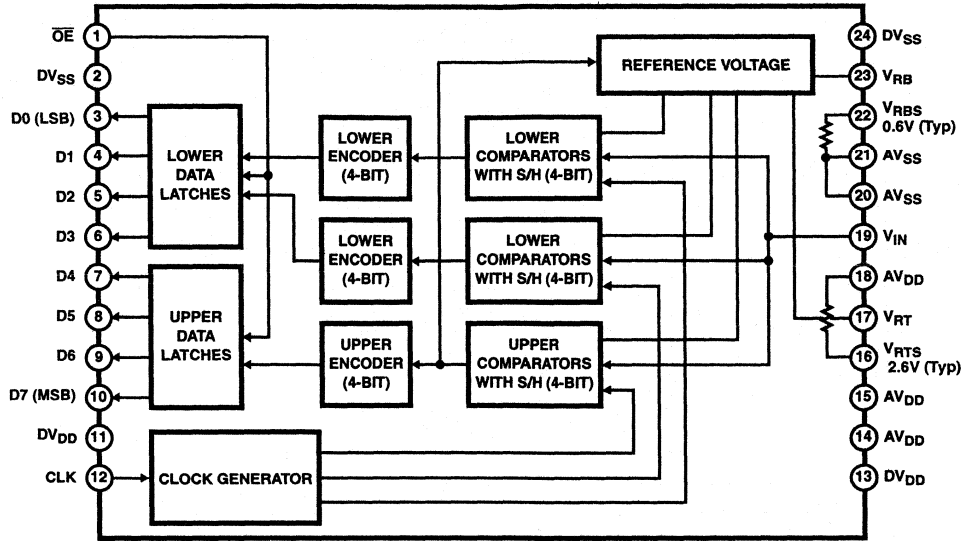 OE
1
DVSS
2
D0 (LSB)
3
D1
4
D2
5
D3
6
D4
7
D5
8
D6
9
D7 (MSB)
10
DVDD
11
CLK
12
LOWER
DATA
LATCHES
UPPER
DATA
LATCHES
CLOCK GENERATOR
LOWER
ENCODER
(4-BIT)
LOWER
ENCODER
(4-BIT)
UPPER
ENCODER
(4-BIT)
REFERENCE VOLTAGE
LOWER
COMPARATORS
WITH S/H (4-BIT)
LOWER
COMPARATORS
WITH S/H (4-BIT)
UPPER
COMPARATORS
WITH S/H (4-BIT)
24
DVSS
23
VRB
22
VRBS
0.6V (Typ)
21
AVSS
20
AVSS
19
VIN
18
AVDD
17
VRT
16
VRTS
2.6V (Typ)
15
AVDD
14
AVDD
13
DVDD